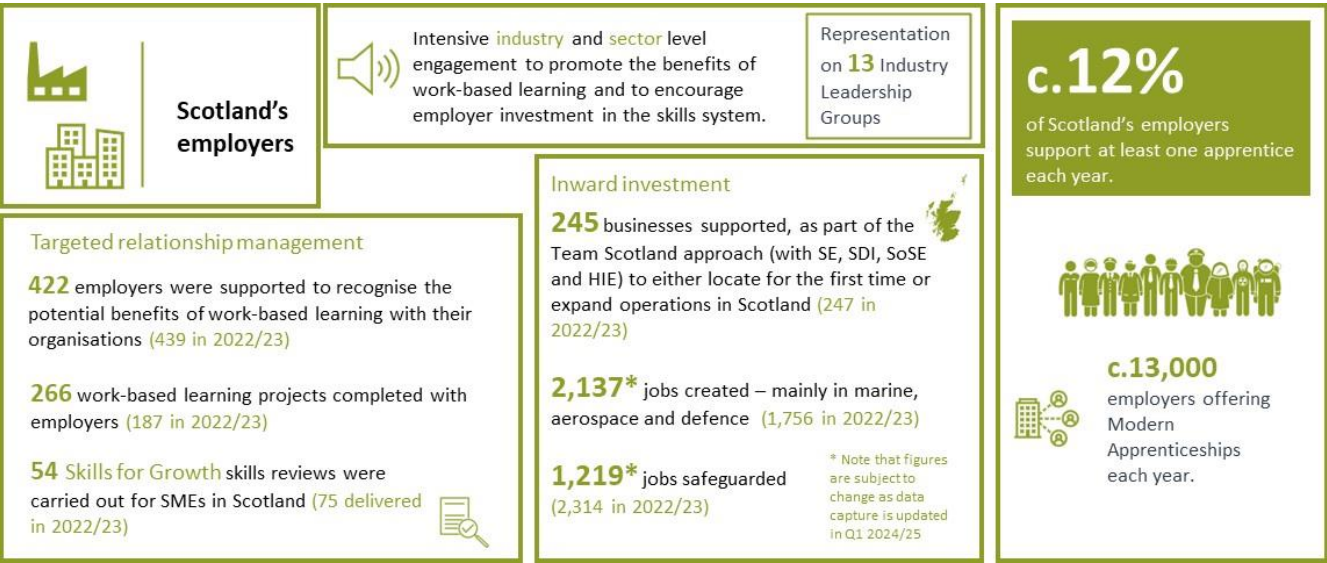 Scotland's
employers
Intensive industry and sector level
engagement to promote the benefits of
work-based learning and to encourage
employer investment in the skills system.
Representation
on 13 Industry
Leadership
Groups
Targeted relationship management
422 employers were supported to recognise the
potential benefits of work-based learning with their
organisations (439 in 2022/23)
266 work-based learning projects completed with
employers (187 in 2022/23)
54 Skills for Growth skills reviews were
carried out for SMEs in Scotland (75 delivered
in 2022/23)
Inward investment
245 businesses supported, as part of the
Team Scotland approach (with SE, SDI, SoSE
and HIE) to either locate for the first time or
expand operations in Scotland (247 in
2022/23)
2,137* jobs created – mainly in marine,
aerospace and defence (1,756 in 2022/23)
1,219* jobs safeguarded
(2,314 in 2022/23)
* Note that figures
are subject to
change as data
capture is updated
in Q1 2024/25
c.12%
of Scotland's employers
support at least one apprentice
each year.
c.13,000
employers offering
Modern
Apprenticeships
each year.